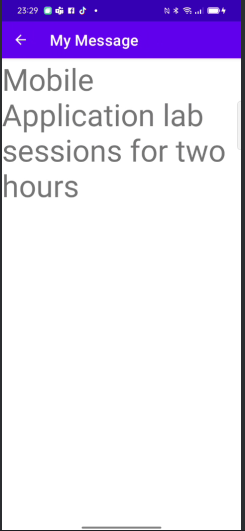 23:29
My Message
Mobile
Application lab
sessions for two
hours